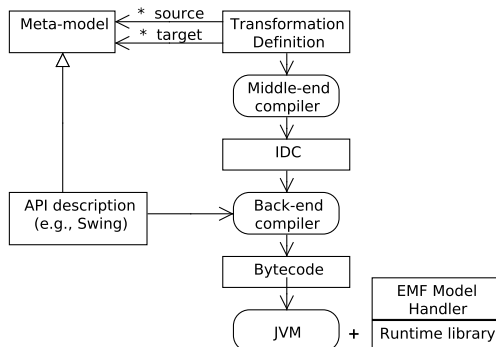 Meta-model
* source
* target
Transformation
Definition
Middle-end
compiler
IDC
API description
(e.g., Swing)
Back-end
compiler
Bytecode
JVM
+
EMF Model
Handler
Runtime library